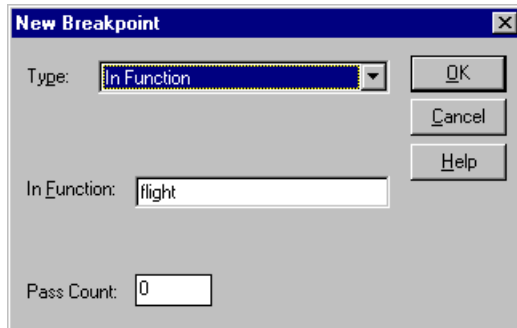 New Breakpoint
Type: In Function
OK
Cancel
Help
In Function: flight
Pass Count: 0